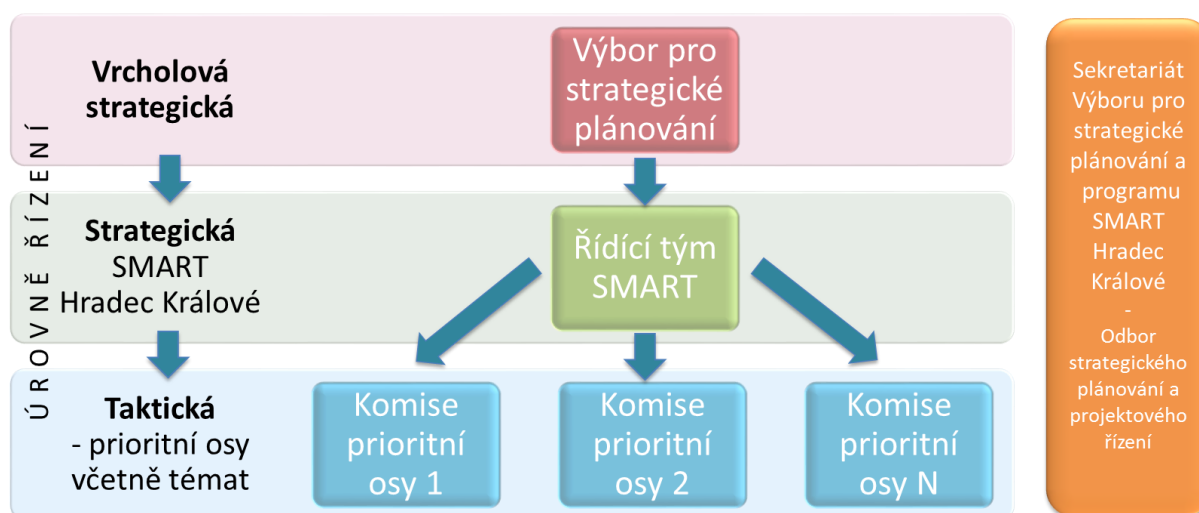 ÚROVNĚ ŘÍZENÍ
Vrcholová
strategická
Výbor pro
strategické
plánování
Strategická
SMART
Hradec Králové
Řídící tým
SMART
Taktická
- prioritní osy
včetně témat
Komise
prioritní
osy 1
Komise
prioritní
osy 2
Komise
prioritní
osy N
Sekretariát
Výboru pro
strategické
plánování a
programu
SMART
Hradec
Králové
-
Odbor
strategického
plánování a
projektového
řízení